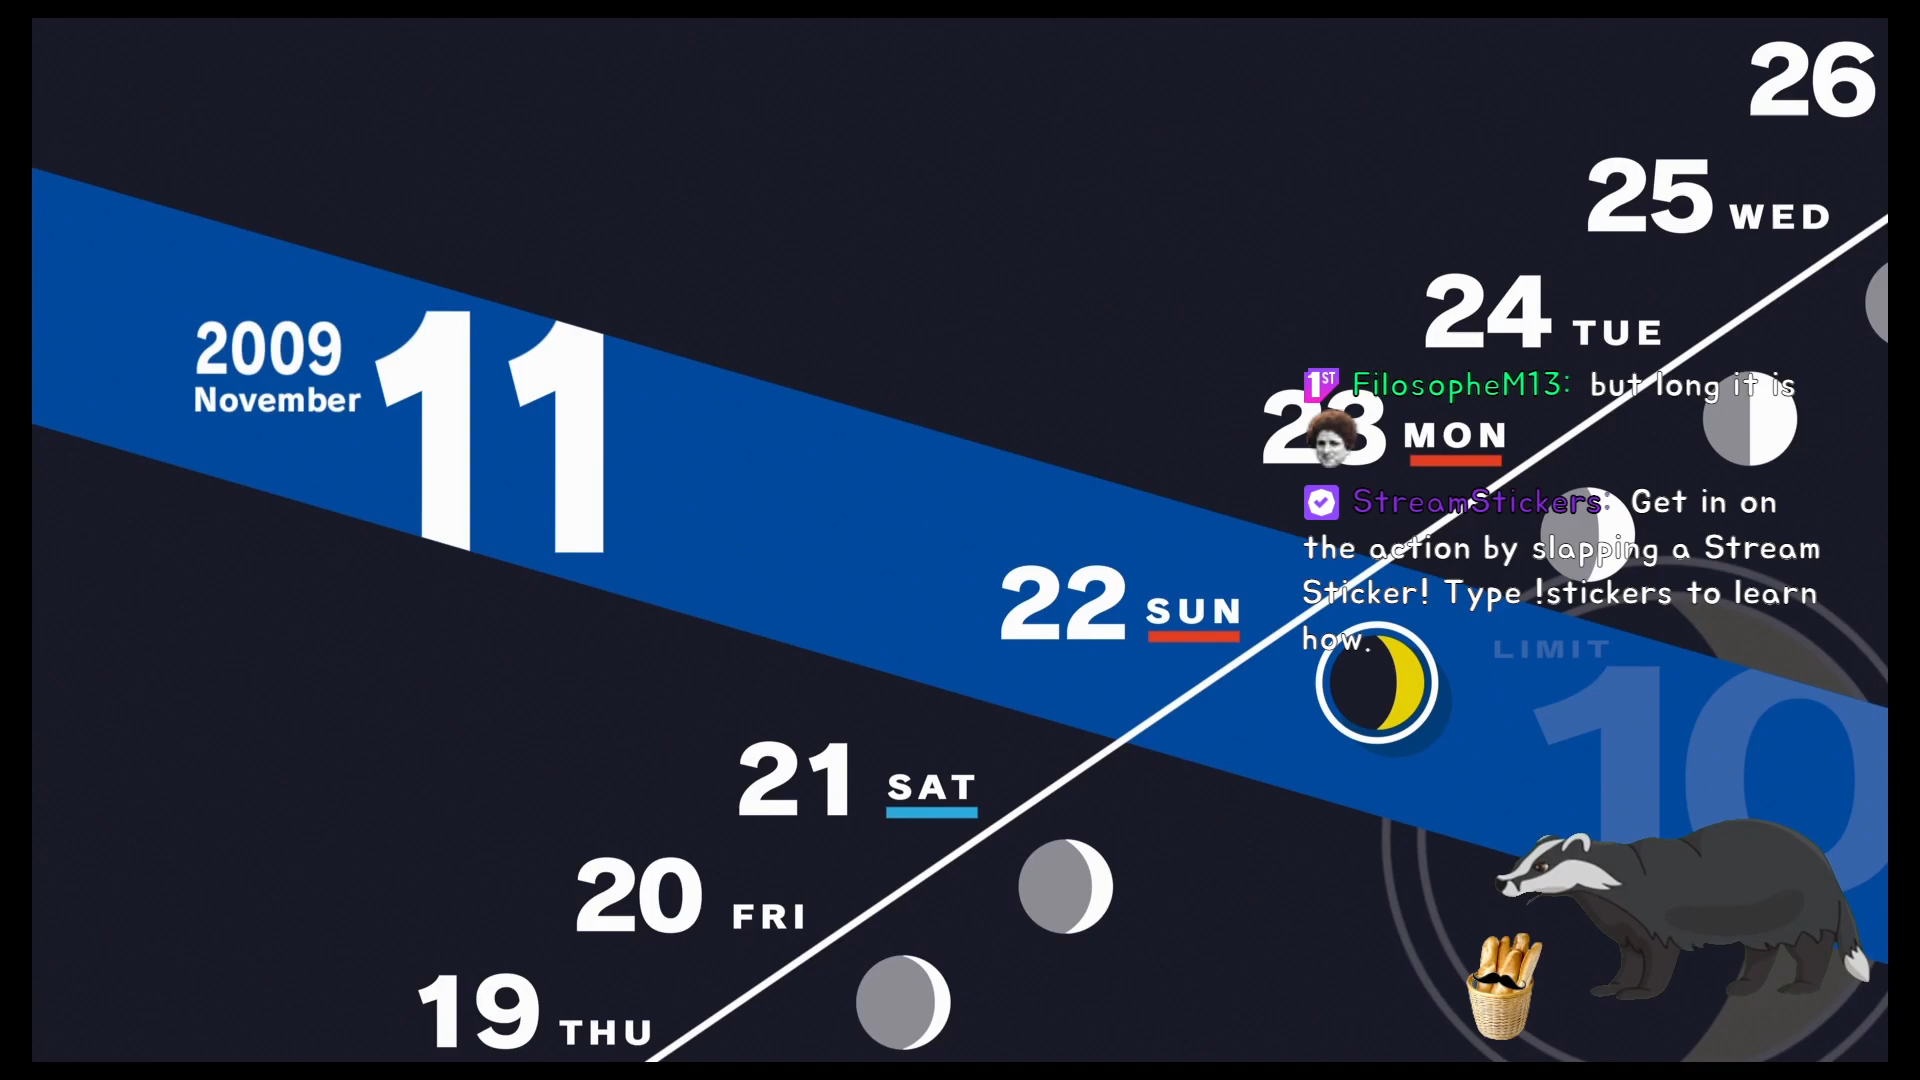 26
25 WED
24 TUE
2009
November
11
1ST FilosopheM13: but long it is
23 MON
StreamStickers: Get in on
the action by slapping a Stream
Sticker! Type !stickers to learn
how.
22 SUN
LIMIT
10
21 SAT
20 FRI
19 THU